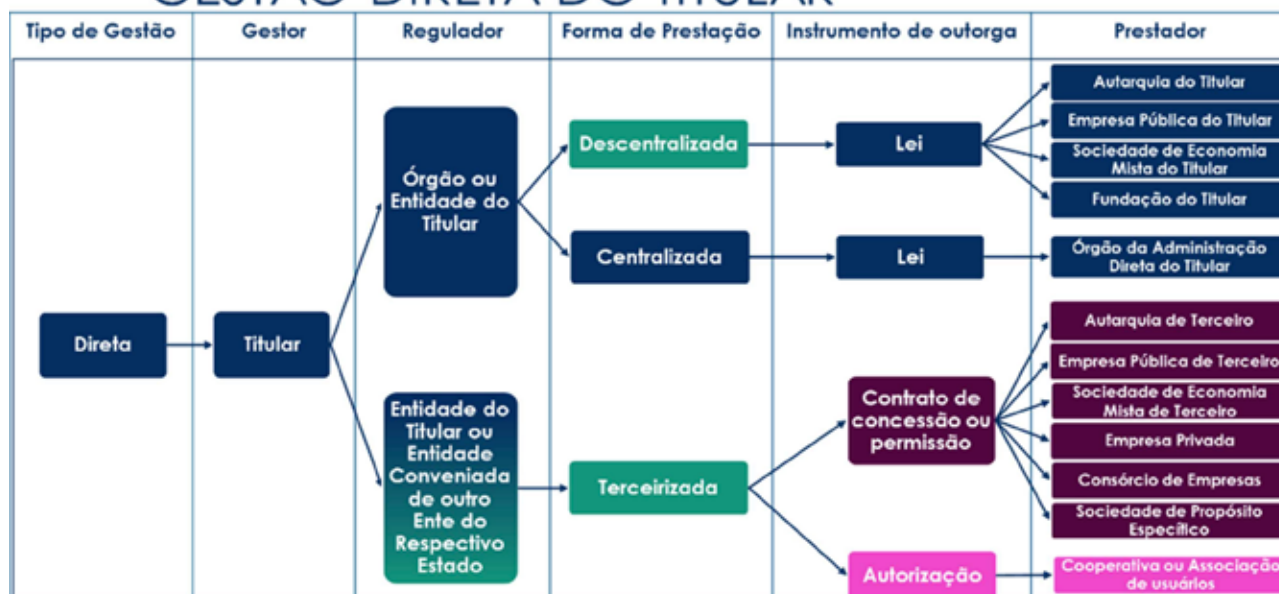 GESTÃO DIRETA DO TITULAR
Tipo de Gestão
Gestor
Regulador
Forma de Prestação
Instrumento de outorga
Prestador
Direta
Titular
Órgão ou
Entidade do
Titular
Entidade do
Titular ou
Entidade
Conveniada
de outro
Ente do
Respectivo
Estado
Descentralizada
Centralizada
Terceirizada
Lei
Lei
Contrato de
concessão ou
permissão
Autorização
Autarquia do Titular
Empresa Pública do Titular
Sociedade de Economia
Mista do Titular
Fundação do Titular
Órgão da Administração
Direta do Titular
Autarquia de Terceiro
Empresa Pública de Terceiro
Sociedade de Economia
Mista de Terceiro
Empresa Privada
Consórcio de Empresas
Sociedade de Propósito
Específico
Cooperativa ou Associação
de usuários